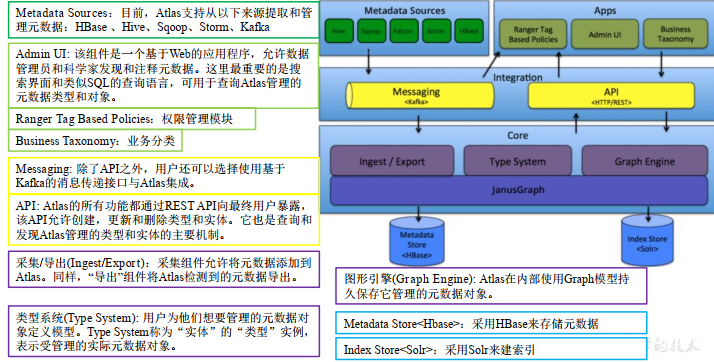 Metadata Sources：目前，Atlas支持从以下来源提取和
管理元数据：HBase 、Hive、Sqoop、Storm、Kafka
Admin UI: 该组件是一个基于Web的应用程序，允许数据
管理员和科学家发现和注释元数据。这里最重要的是搜
索界面和类似SQL的查询语言，可用于查询Atlas管理的
元数据类型和对象。
Ranger Tag Based Policies：权限管理模块
Business Taxonomy：业务分类
Messaging: 除了API之外，用户还可以选择使用基于
Kafka的消息传递接口与Atlas集成。
API: Atlas的所有功能都通过REST API向最终用户暴露，
该API允许创建，更新和删除类型和实体。它也是查询和
发现Atlas管理的类型和实体的主要机制。
采集/导出(Ingest/Export)：采集组件允许将元数据添加到
Atlas。同样，“导出”组件将Atlas检测到的元数据导出。
类型系统(Type System): 用户为他们想要管理的元数据对
象定义模型。Type System称为“实体”的“类型”实例，
表示受管理的实际元数据对象。
Metadata Sources
Hive
Sqoop
Falcon
Storm
HBase
Apps
Ranger Tag
Based Policies
Admin UI
Business
Taxonomy
Integration
Messaging
<Kafka>
API
<HTTP/REST>
Core
Ingest / Export
Type System
Graph Engine
JanusGraph
Metadata
Store
<HBase>
Index Store
<Solr>
图形引擎(Graph Engine): Atlas在内部使用Graph模型持
久保存它管理的元数据对象。
Metadata Store<Hbase>：采用HBase来存储元数据
Index Store<Solr>：采用Solr来建索引
的技术